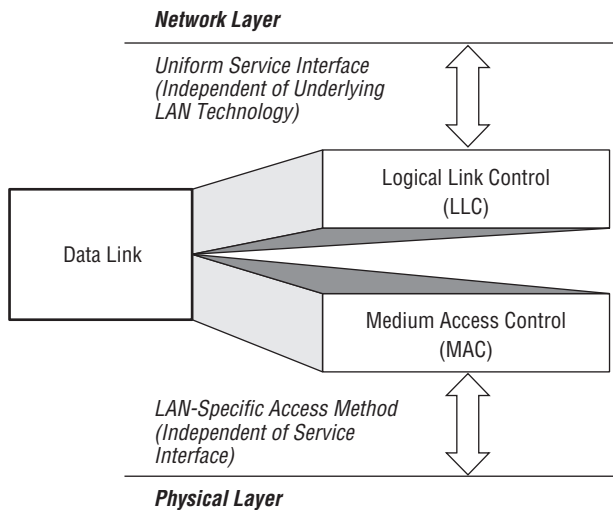 Network Layer
Uniform Service Interface
(Independent of Underlying
LAN Technology)
Logical Link Control
(LLC)
Data Link
Medium Access Control
(MAC)
LAN-Specific Access Method
(Independent of Service
Interface)
Physical Layer